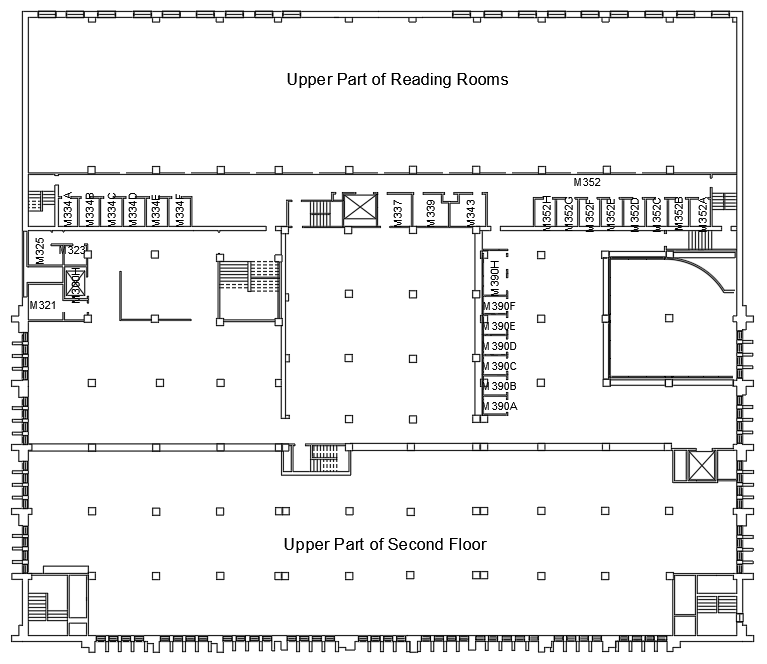 Upper Part of Reading Rooms
M352
M334A
M334B
M334C
M334D
M334E
M334F
M337
M339
M343
M352H
M352G
M352F
M352E
M352D
M352C
M352B
M352A
M325
M323
M390H
M390H
M321
M390F
M390E
M390D
M390C
M390B
M390A
Upper Part of Second Floor